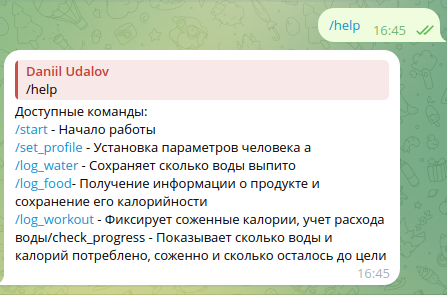 /help 16:45
Daniil Udalov
/help
Доступные команды:
/start - Начало работы
/set_profile - Установка параметров человека а
/log_water - Сохраняет сколько воды выпито
/log_food- Получение информации о продукте и
сохранение его калорийности
/log_workout - Фиксирует соженные калории, учет расхода
воды/check_progress - Показывает сколько воды и
калорий потреблено, соженно и сколько осталось до цели
16:45